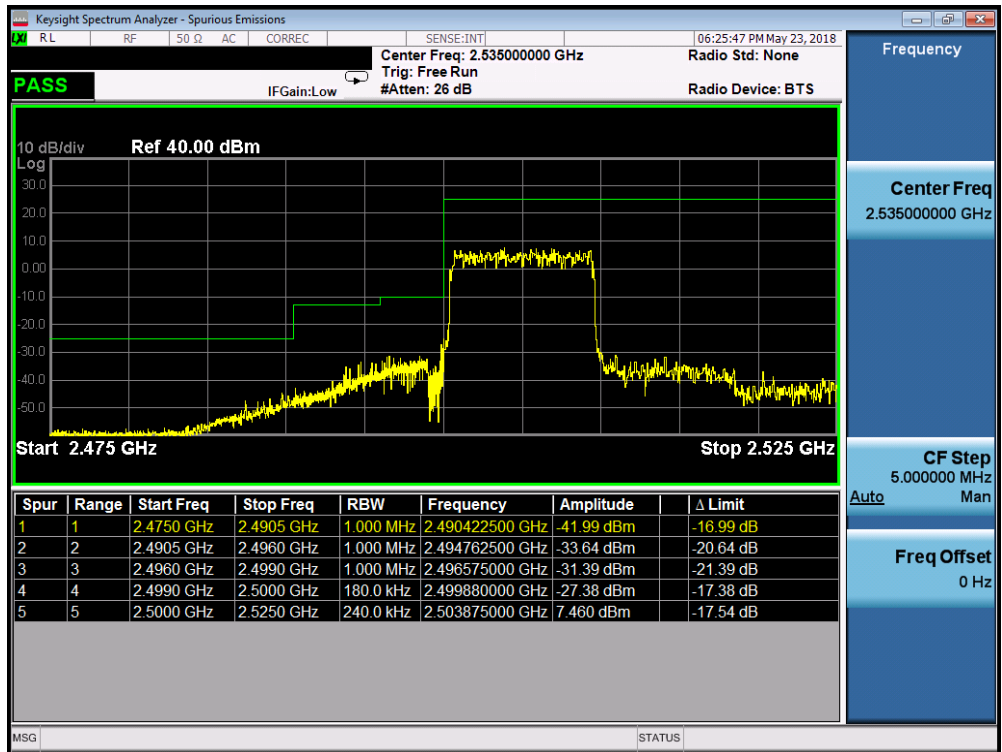 Keysight Spectrum Analyzer - Spurious Emissions
LXI RL RF 50 Ω AC CORREC SENSE:INT 06:25:47 PM May 23, 2018
Center Freq: 2.535000000 GHz Radio Std: None
Trig: Free Run
PASS IFGain:Low #Atten: 26 dB Radio Device: BTS
10 dB/div Ref 40.00 dBm
Log
30.0
20.0
10.0
0.00
-10.0
-20.0
-30.0
-40.0
-50.0
Start 2.475 GHz Stop 2.525 GHz
Spur Range Start Freq Stop Freq RBW Frequency Amplitude Δ Limit
1 1 2.4750 GHz 2.4905 GHz 1.000 MHz 2.490422500 GHz -41.99 dBm -16.99 dB
2 2 2.4905 GHz 2.4960 GHz 1.000 MHz 2.494762500 GHz -33.64 dBm -20.64 dB
3 3 2.4960 GHz 2.4990 GHz 1.000 MHz 2.496575000 GHz -31.39 dBm -21.39 dB
4 4 2.4990 GHz 2.5000 GHz 180.0 kHz 2.499880000 GHz -27.38 dBm -17.38 dB
5 5 2.5000 GHz 2.5250 GHz 240.0 kHz 2.503875000 GHz 7.460 dBm -17.54 dB
MSG STATUS
Frequency
Center Freq
2.535000000 GHz
CF Step
5.000000 MHz
Auto Man
Freq Offset
0 Hz